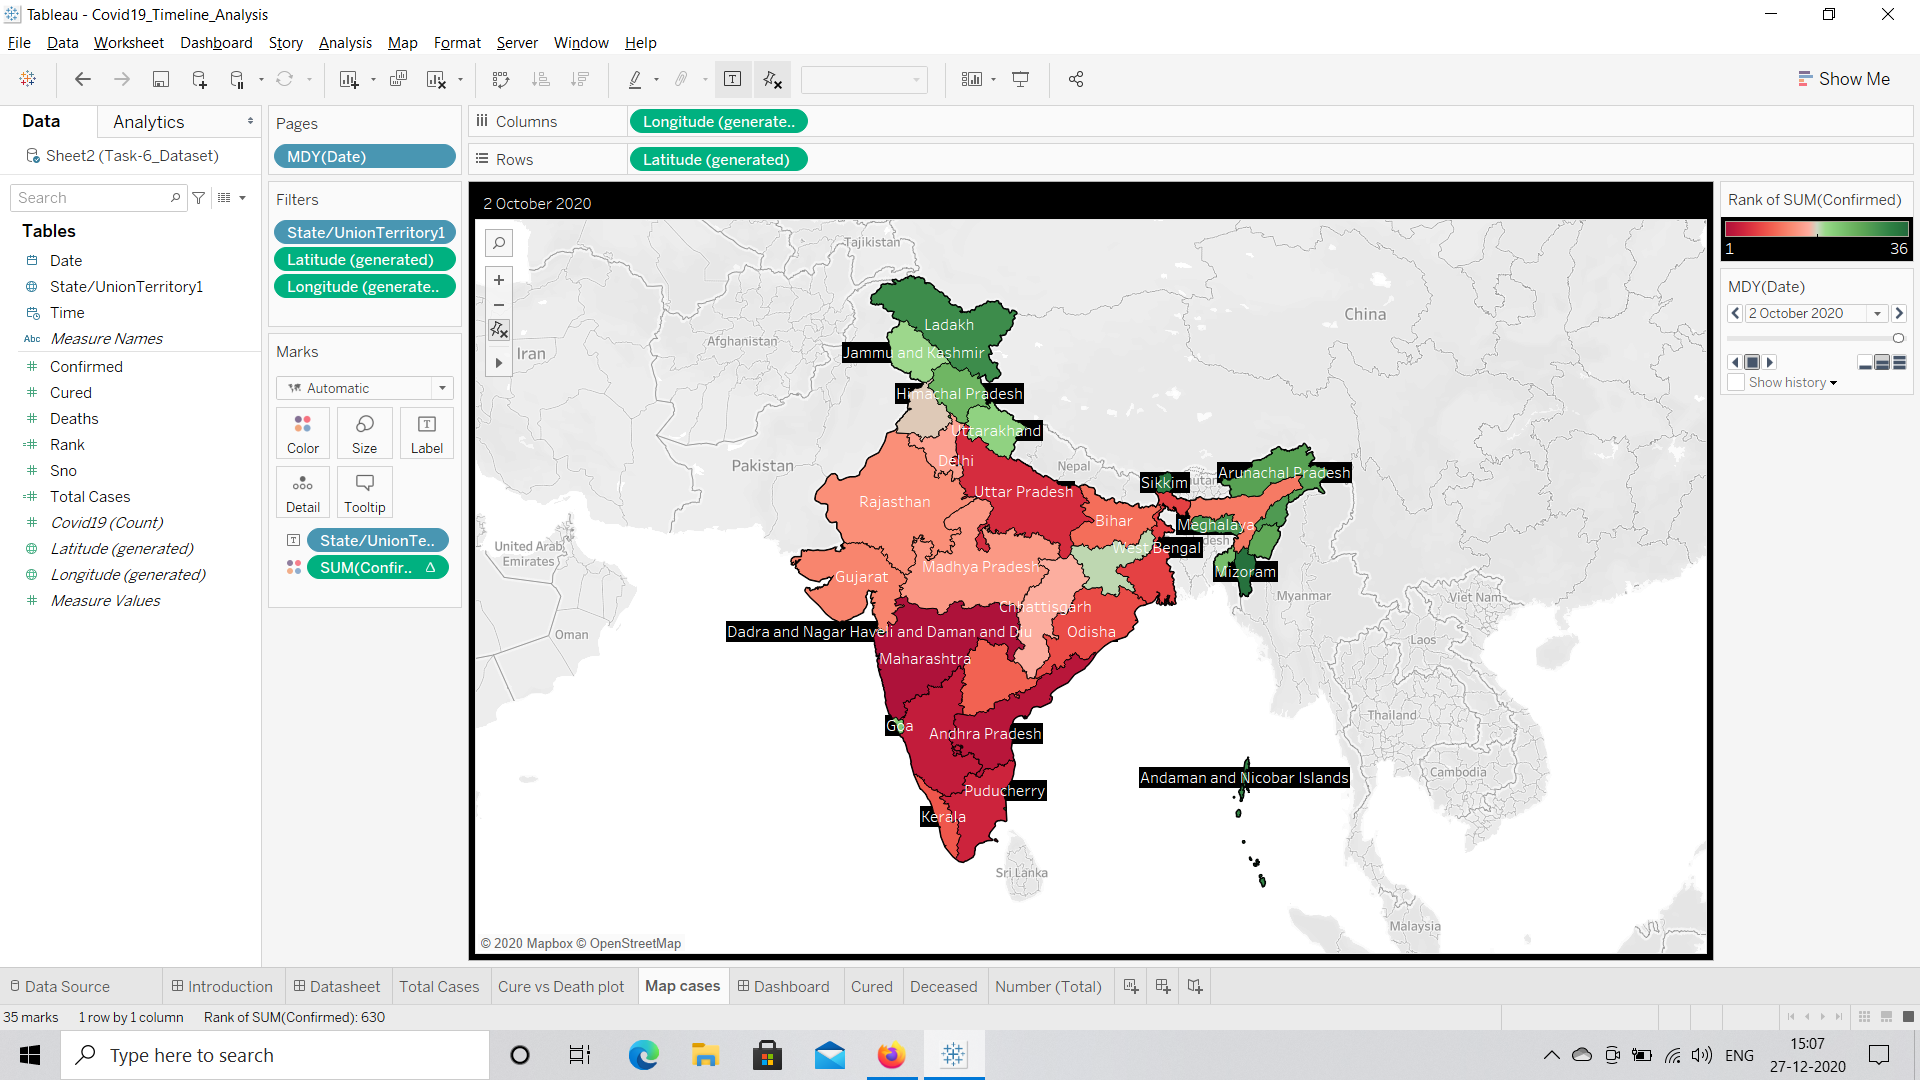 Tableau - Covid19_Timeline_Analysis
File Data Worksheet Dashboard Story Analysis Map Format Server Window Help
Show Me
Data Analytics
Sheet2 (Task-6_Dataset)
Search
Tables
Date
State/UnionTerritory1
Time
Abc Measure Names
Confirmed
Cured
Deaths
Rank
Sno
Total Cases
Covid19 (Count)
Latitude (generated)
Longitude (generated)
Measure Values
Pages
MDY(Date)
Filters
State/UnionTerritory1
Latitude (generated)
Longitude (generate..
Marks
Automatic
Color Size Label
Detail Tooltip
State/UnionTe..
SUM(Confir.. Δ
Columns Longitude (generate..
Rows Latitude (generated)
2 October 2020
Tajikistan
China
Ladakh
Afghanistan
Iran
Jammu and Kashmir
Himachal Pradesh
Uttarakhand
Delhi
Pakistan
Nepal
Arunachal Pradesh
Sikkim
Uttar Pradesh
Rajasthan
Bihar
Meghalaya
West Bengal
United Arab
Emirates
Madhya Pradesh
Gujarat
Mizoram
Myanmar
Viet Nam
Chhattisgarh
Dadra and Nagar Haveli and Daman and Diu
Odisha
Oman
Laos
Maharashtra
Thailand
Goa
Andhra Pradesh
Cambodia
Andaman and Nicobar Islands
Puducherry
Kerala
Sri Lanka
Malaysia
© 2020 Mapbox © OpenStreetMap
Rank of SUM(Confirmed)
1 36
MDY(Date)
2 October 2020
Show history
Data Source Introduction Datasheet Total Cases Cure vs Death plot Map cases Dashboard Cured Deceased Number (Total)
35 marks 1 row by 1 column Rank of SUM(Confirmed): 630
Type here to search
ENG
15:07
27-12-2020